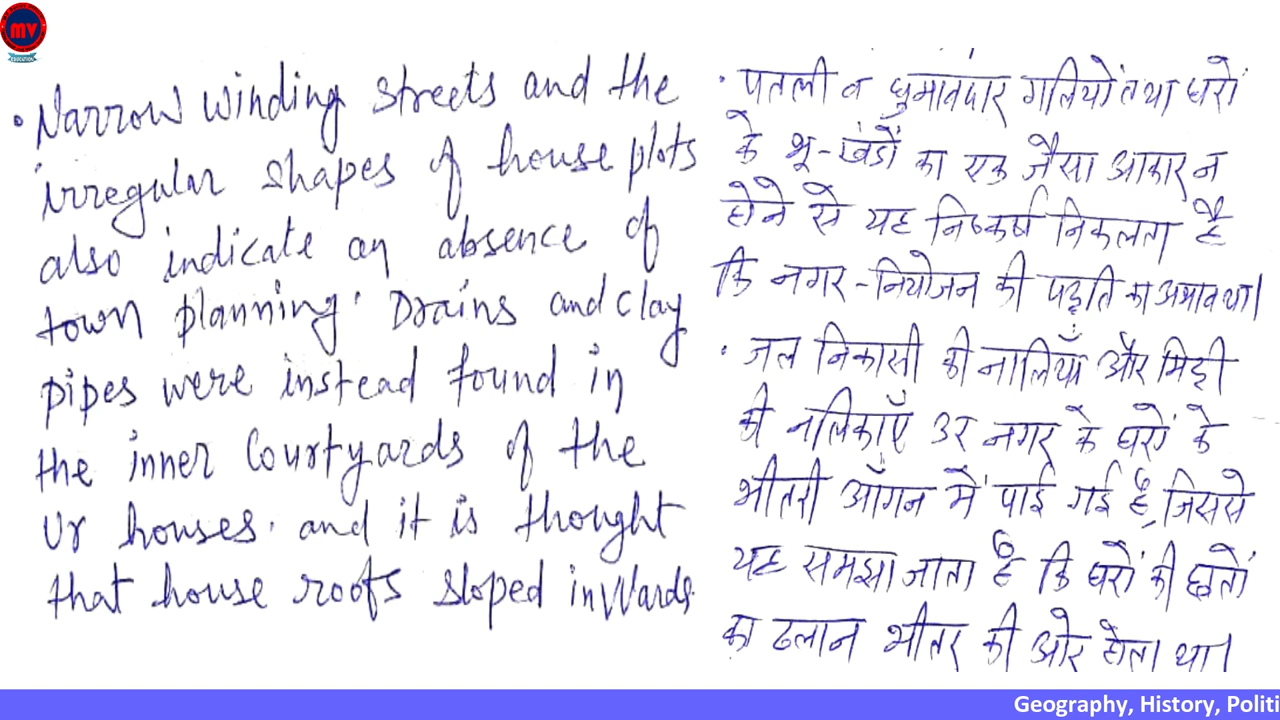 MV
EDUCATION
• Narrow winding streets and the
irregular shapes of house plots
also indicate an absence of
town planning. Drains and clay
pipes were instead found in
the inner Courtyards of the
Ur houses. and it is thought
that house roofs sloped inwards.
• पतली व घुमावदार गलियों तथा घरों
के भू-खंडों का एक जैसा आकार न
होने से यह निष्कर्ष निकलता है
कि नगर-नियोजन की पद्धति का अभाव था।
• जल निकासी की नालियाँ और मिट्टी
की नलिकाएँ उर नगर के घरों के
भीतरी आँगन में पाई गई है, जिससे
यह समझा जाता है कि घरों की छतों
का ढलान भीतर की ओर होता था।
Geography, History, Politi